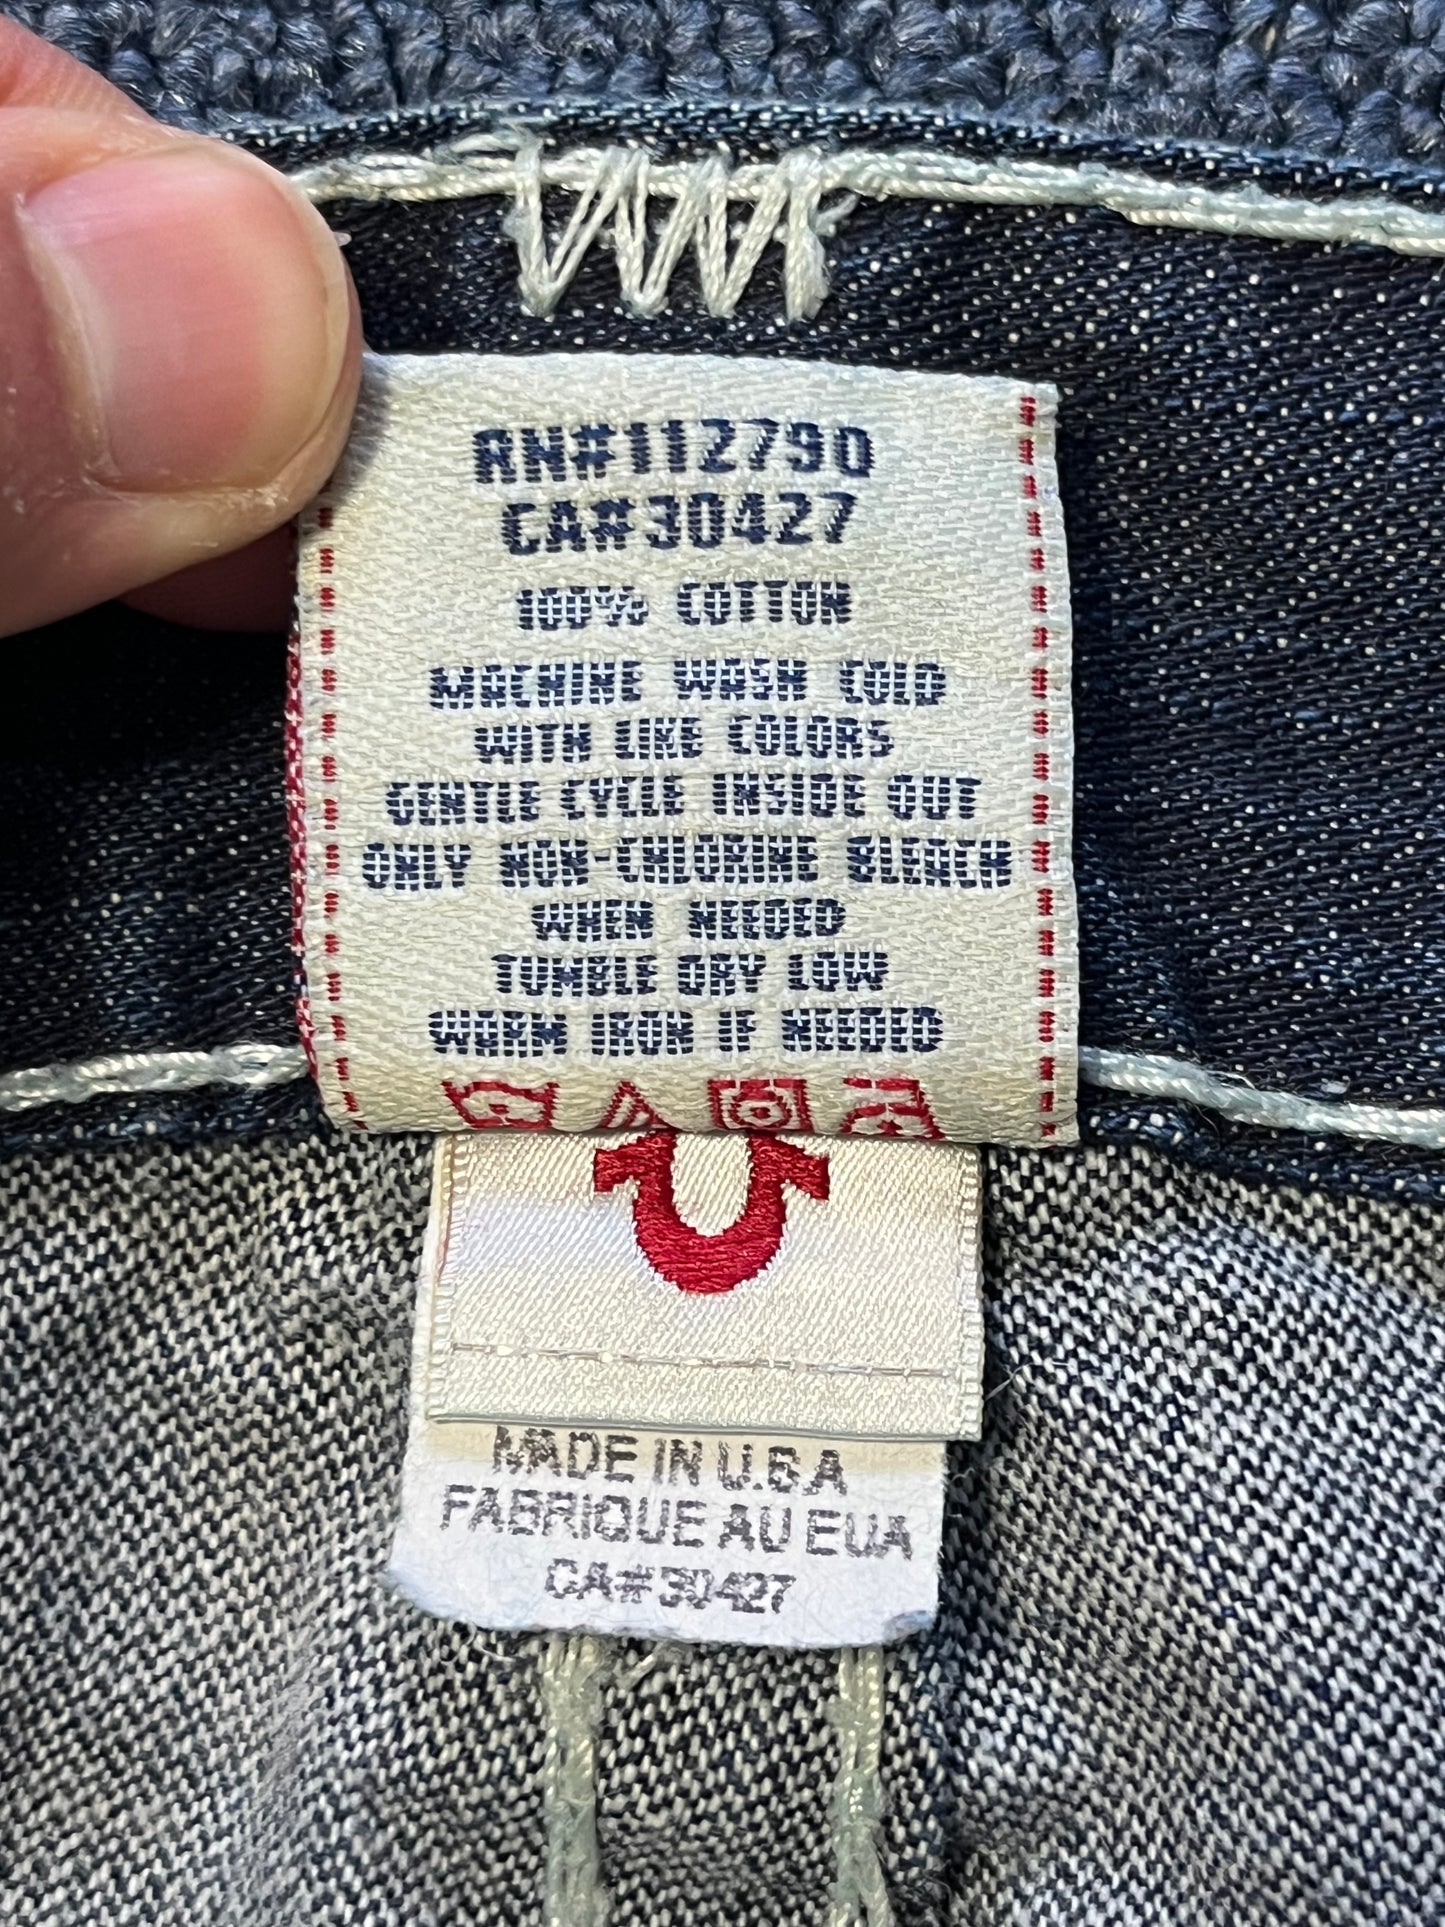 RN#112790
CA#30427
100% COTTON
MACHINE WASH COLD
WITH LIKE COLORS
GENTLE CYCLE INSIDE OUT
ONLY NON-CHLORINE BLEACH
WHEN NEEDED
TUMBLE DRY LOW
WARM IRON IF NEEDED
MADE IN U.S.A
FABRIQUE AU EUA
CA#30427